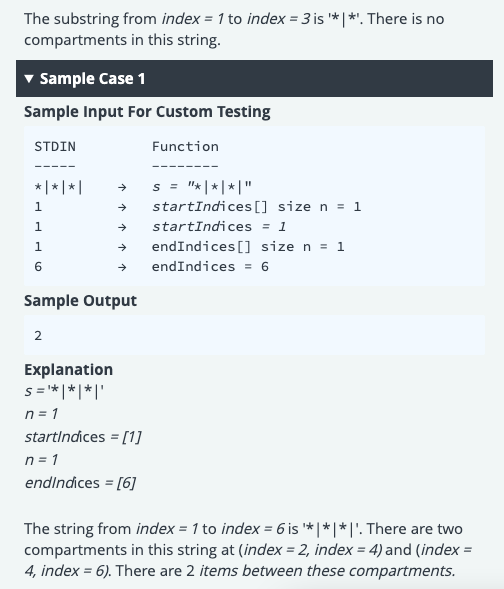 The substring from index = 1 to index = 3 is '*|*'. There is no
compartments in this string.
▼ Sample Case 1
Sample Input For Custom Testing
STDIN Function
----- --------
*|*|*| → s = "*|*|*|"
1 → startIndices[] size n = 1
1 → startIndices = 1
1 → endIndices[] size n = 1
6 → endIndices = 6
Sample Output
2
Explanation
s = '*|*|*|'
n = 1
startIndices = [1]
n = 1
endIndices = [6]
The string from index = 1 to index = 6 is '*|*|*|'. There are two
compartments in this string at (index = 2, index = 4) and (index =
4, index = 6). There are 2 items between these compartments.